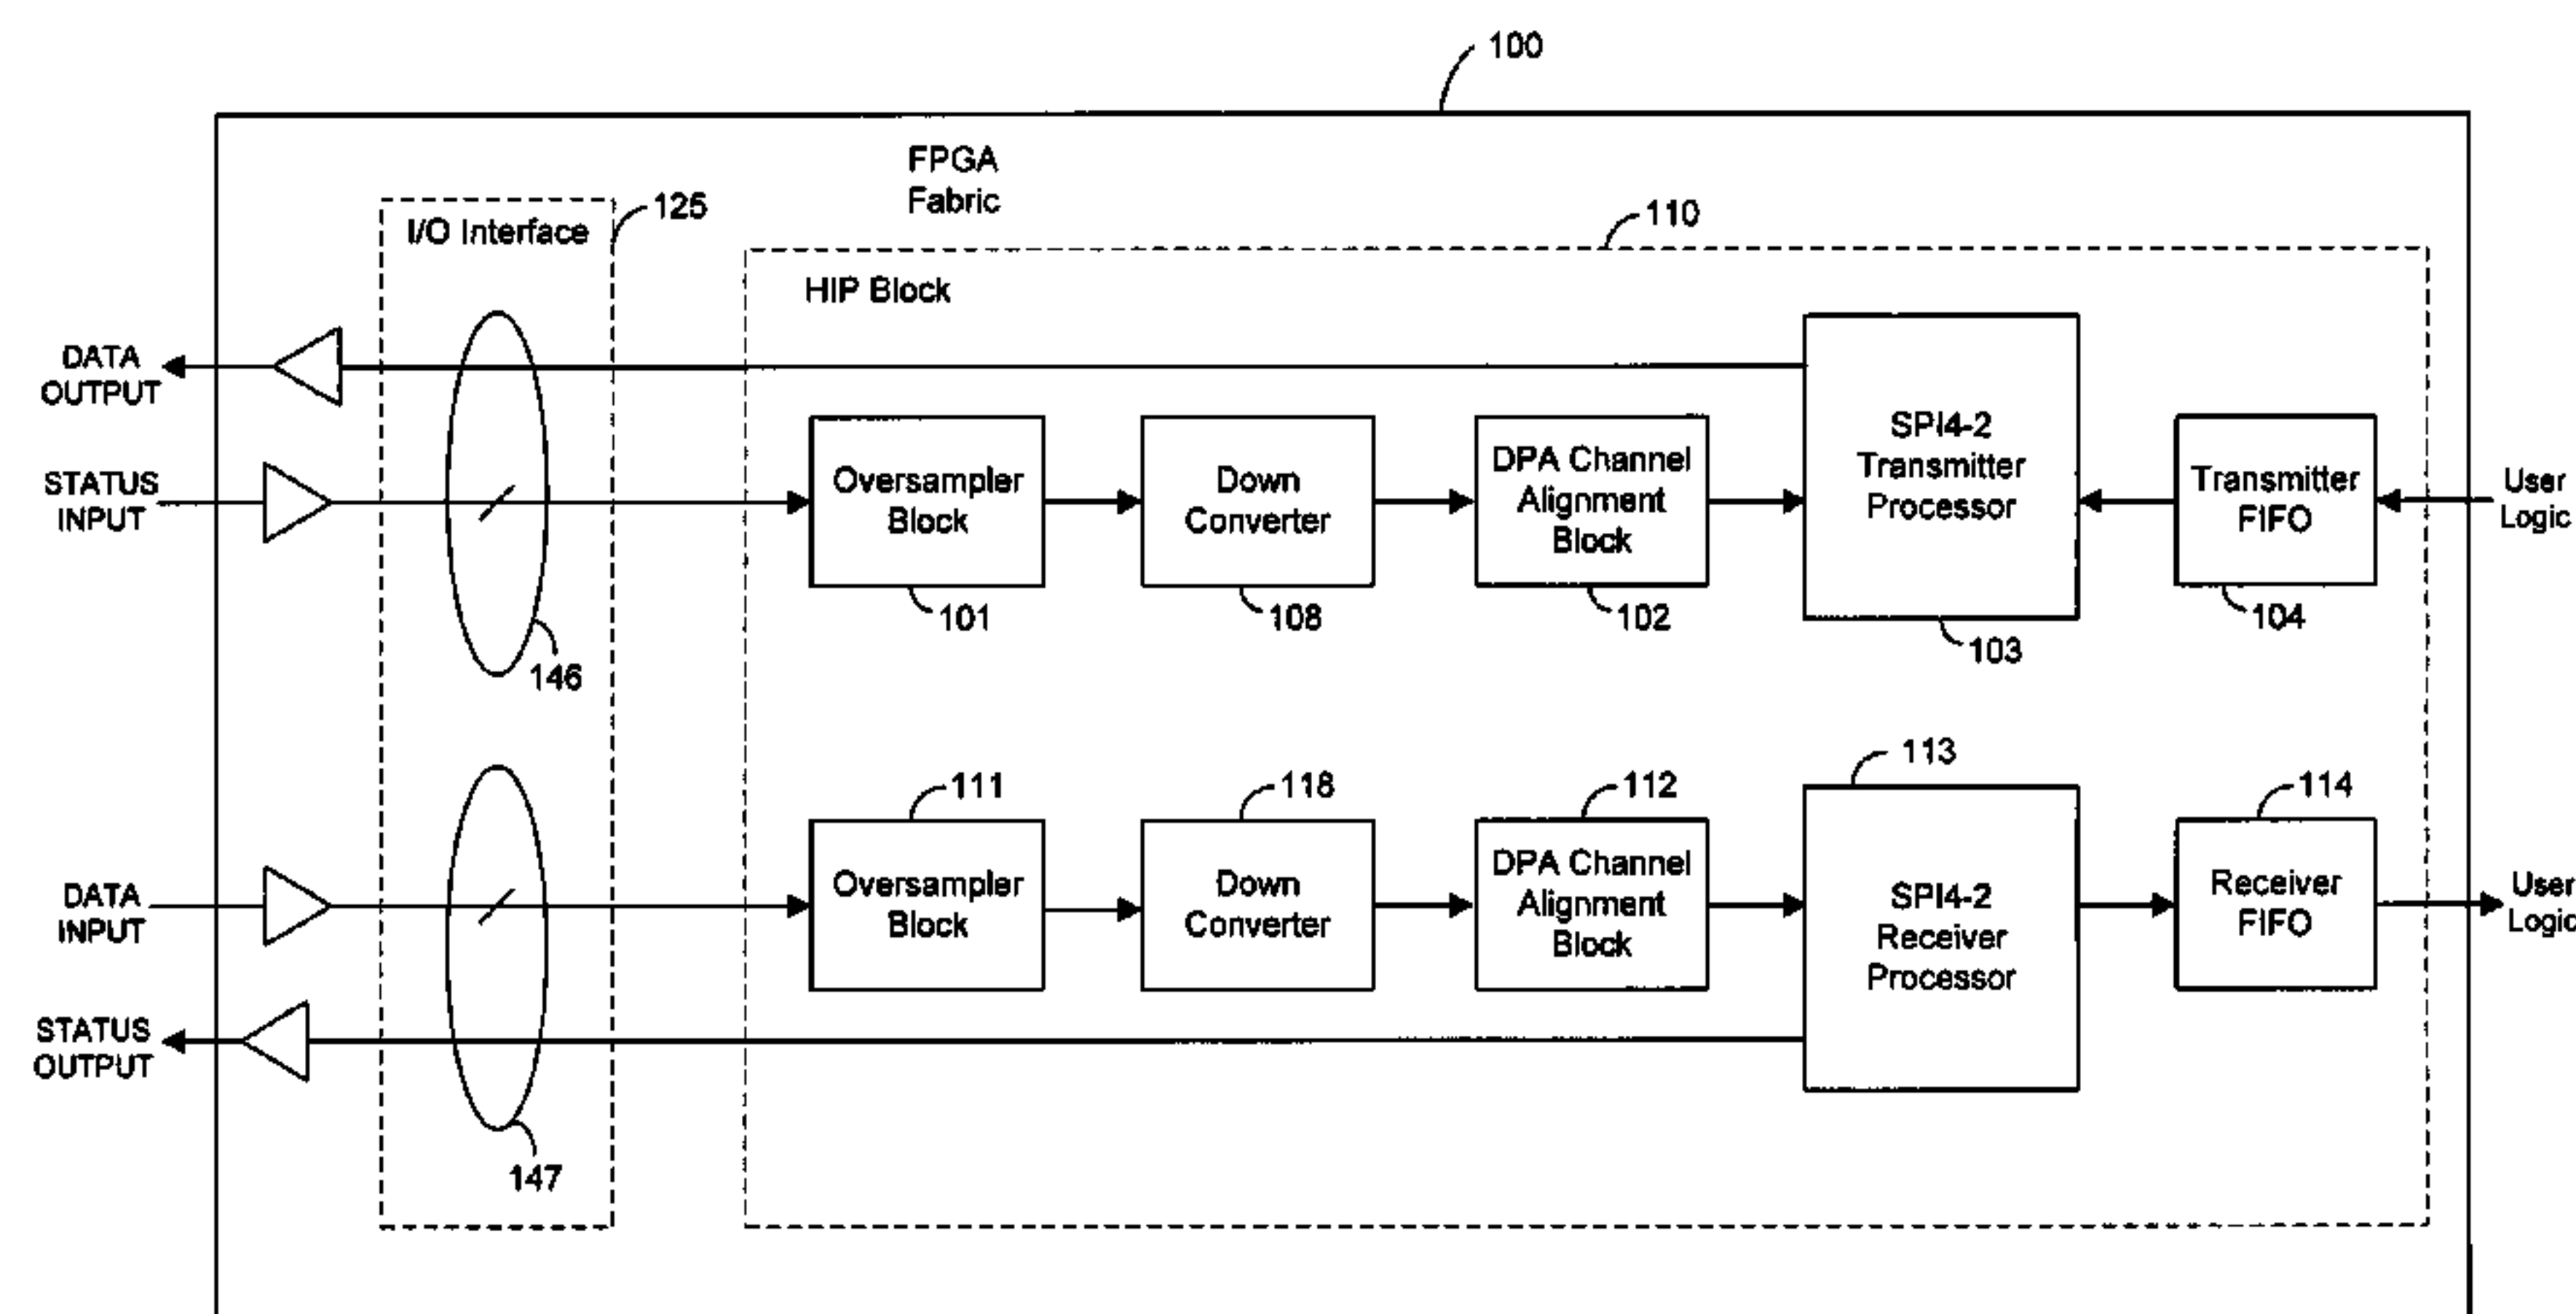 100
FPGA
Fabric
I/O Interface
125
110
HIP Block
DATA
OUTPUT
STATUS
INPUT
Oversampler
Block
101
Down
Converter
108
DPA Channel
Alignment
Block
102
SPI4-2
Transmitter
Processor
103
Transmitter
FIFO
104
User
Logic
146
DATA
INPUT
STATUS
OUTPUT
111
Oversampler
Block
118
Down
Converter
112
DPA Channel
Alignment
Block
113
SPI4-2
Receiver
Processor
114
Receiver
FIFO
User
Logic
147